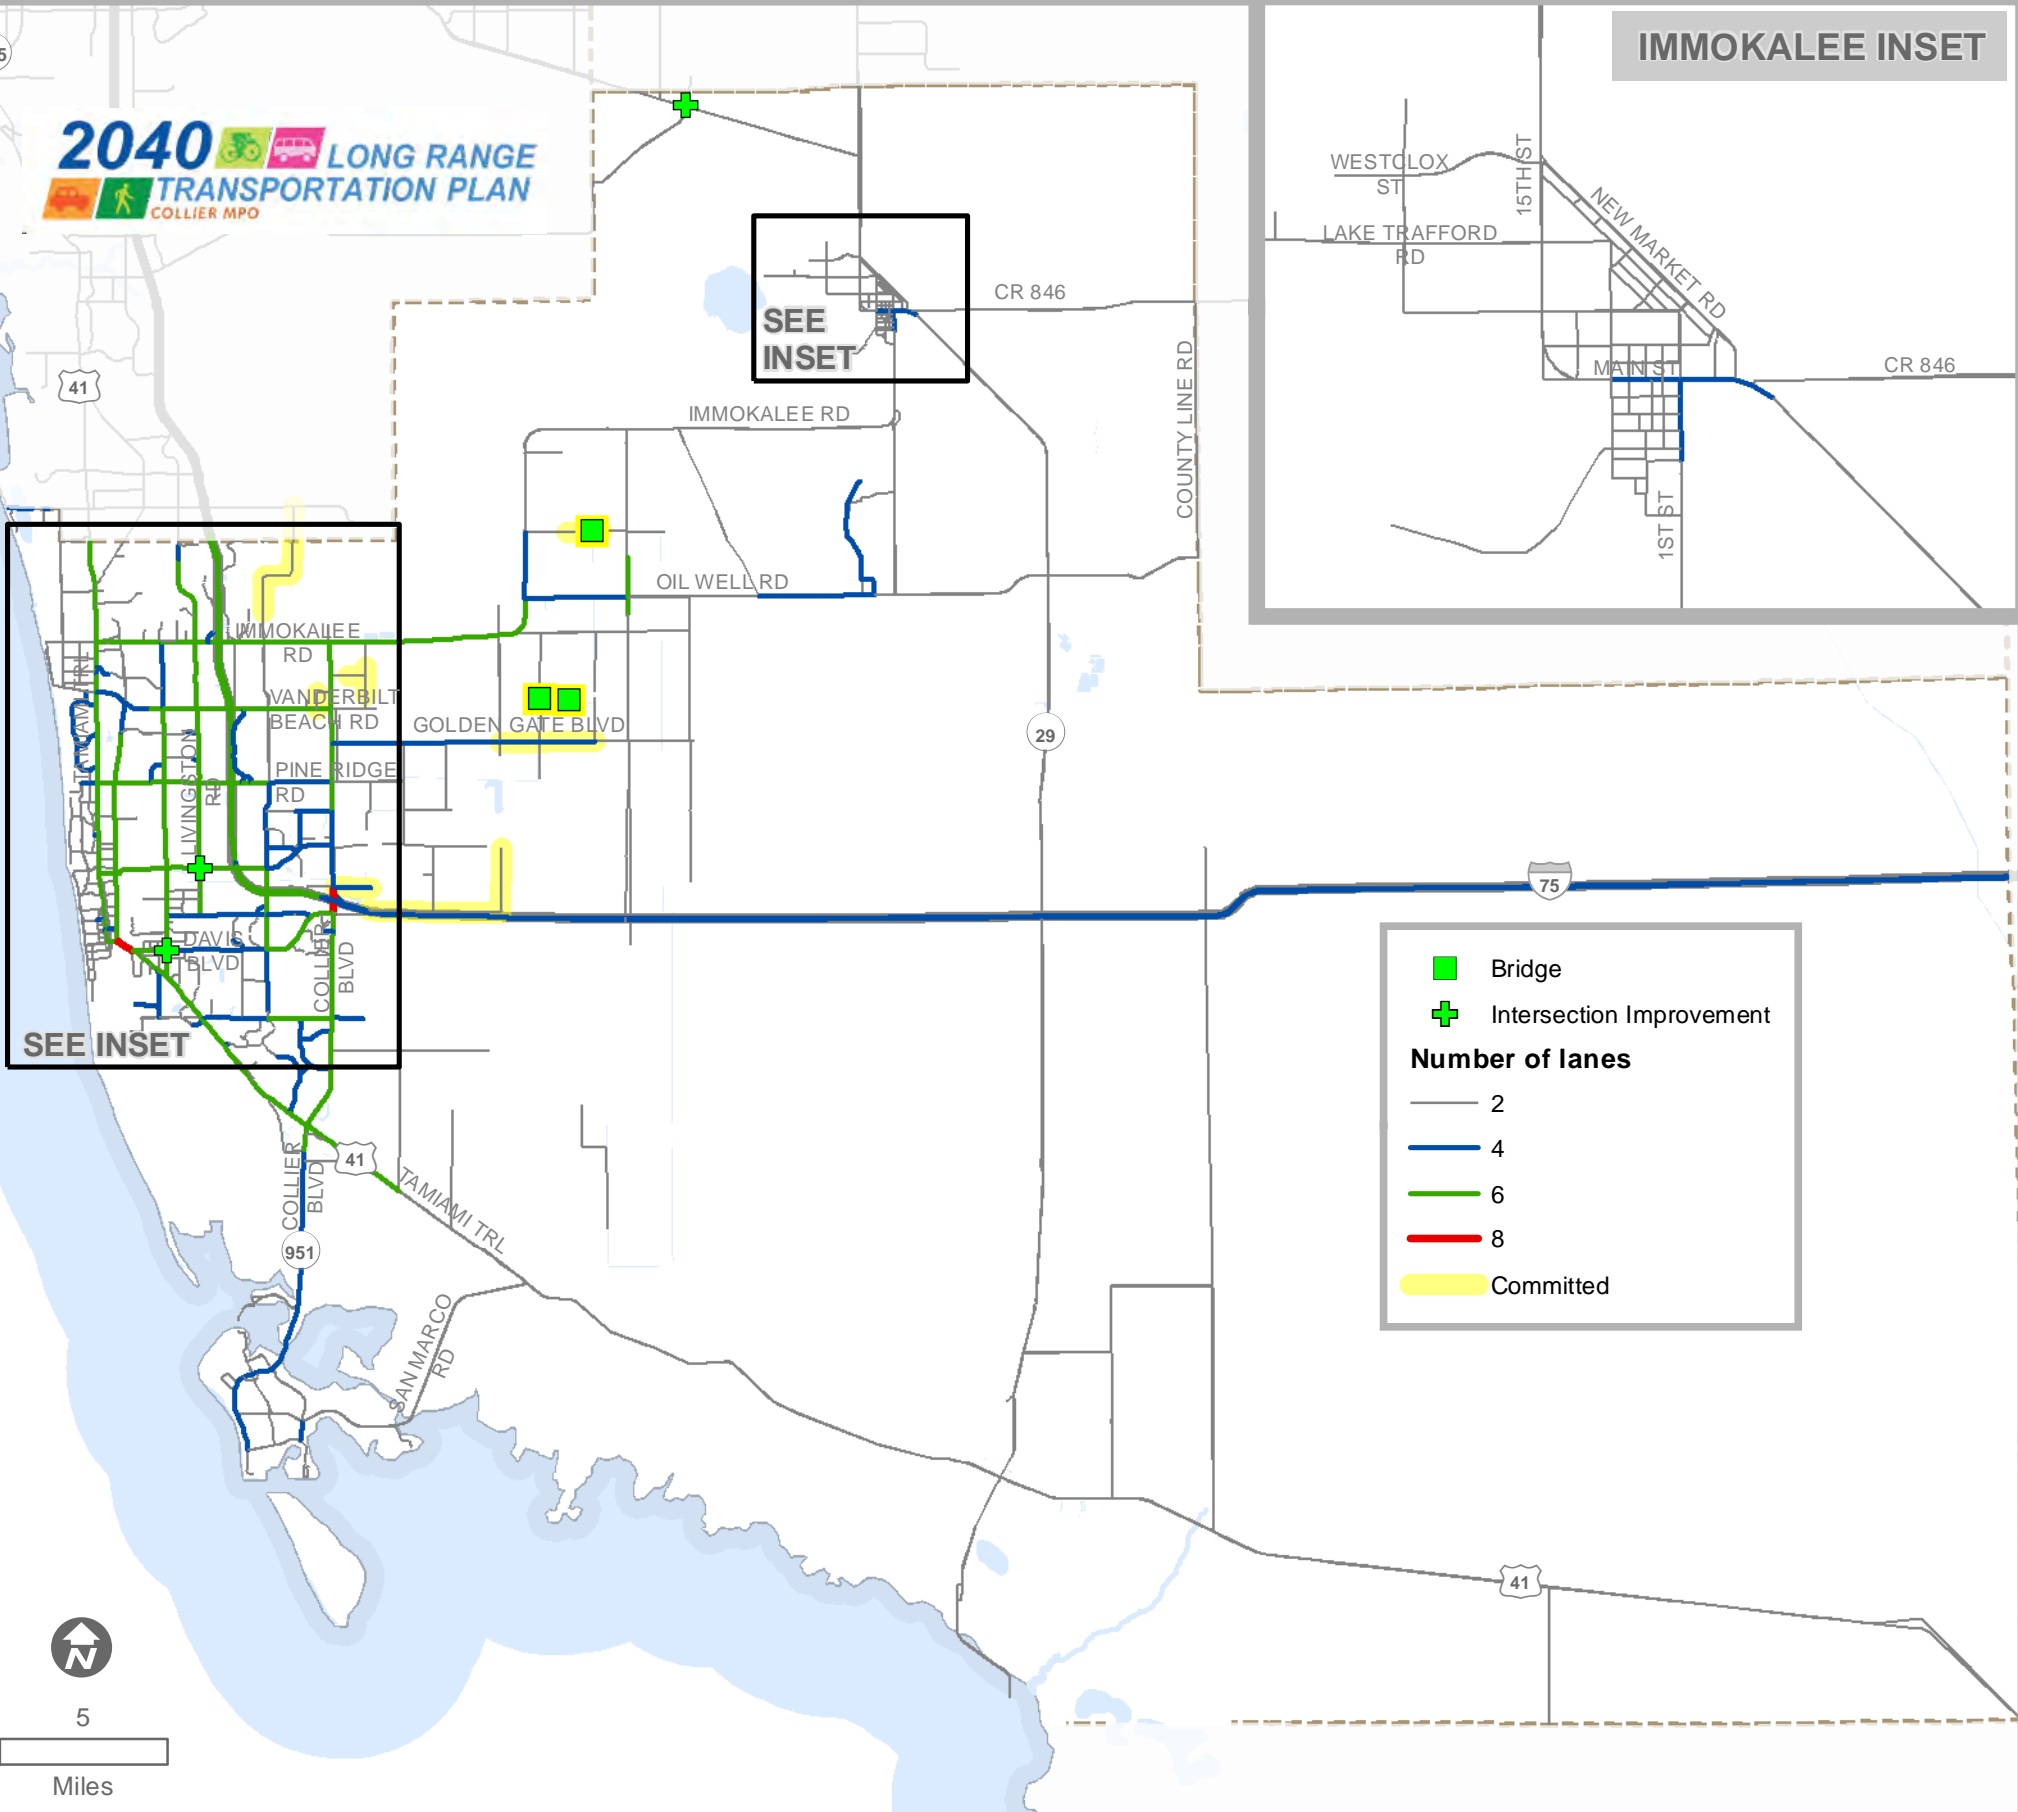 5
IMMOKALEE INSET
2040 LONG RANGE
TRANSPORTATION PLAN
COLLIER MPO
WESTCLOX
ST
15TH ST
NEW MARKET RD
LAKE TRAFFORD
RD
MAIN ST
CR 846
1ST ST
CR 846
SEE
INSET
COUNTY LINE RD
41
IMMOKALEE RD
OIL WELL RD
IMMOKALEE
RD
TAMIAMI TRL
VANDERBILT
BEACH RD
GOLDEN GATE BLVD
29
LIVINGSTON
RD
PINE RIDGE
RD
75
DAVIS
BLVD
COLLIER
BLVD
SEE INSET
Bridge
Intersection Improvement
Number of lanes
2
4
6
8
Committed
COLLIER
BLVD
41
TAMIAMI TRL
951
SAN MARCO
RD
41
N
5
Miles